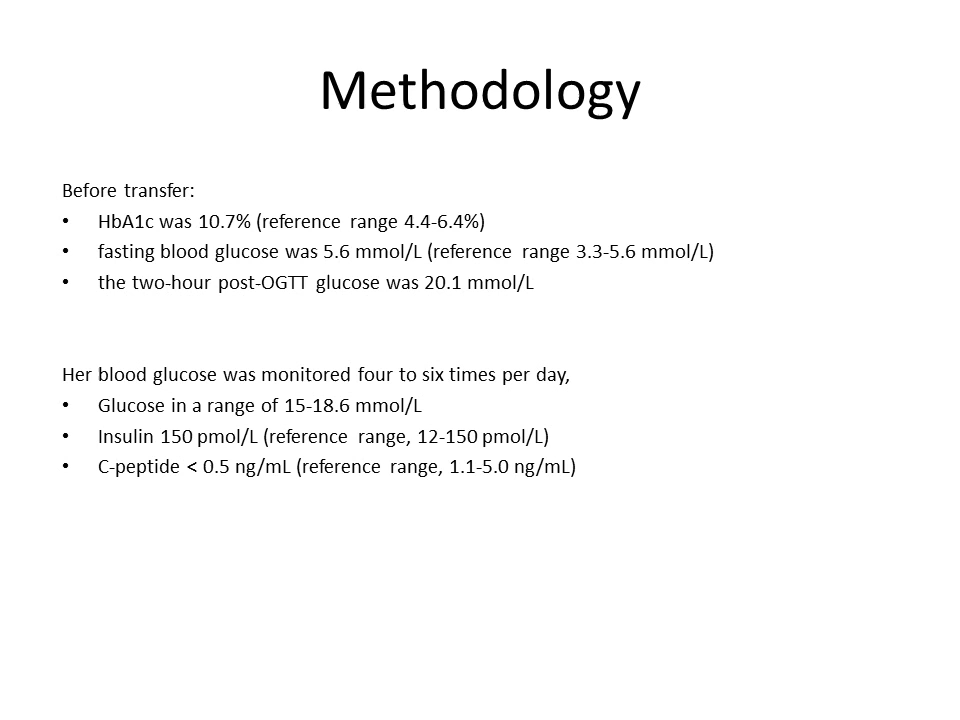 Methodology
Before transfer:
• HbA1c was 10.7% (reference range 4.4-6.4%)
• fasting blood glucose was 5.6 mmol/L (reference range 3.3-5.6 mmol/L)
• the two-hour post-OGTT glucose was 20.1 mmol/L
Her blood glucose was monitored four to six times per day,
• Glucose in a range of 15-18.6 mmol/L
• Insulin 150 pmol/L (reference range, 12-150 pmol/L)
• C-peptide < 0.5 ng/mL (reference range, 1.1-5.0 ng/mL)